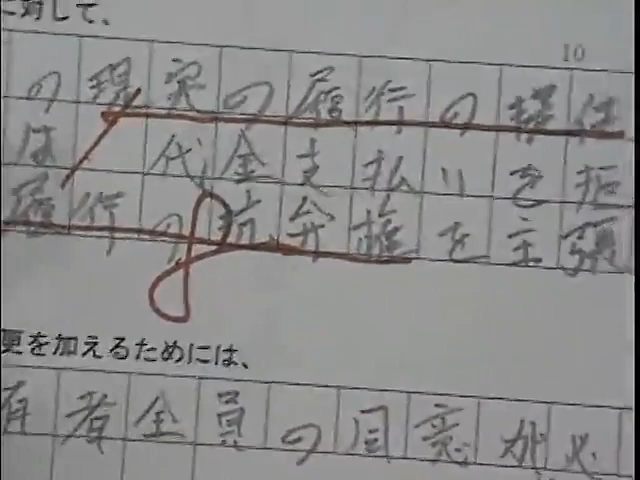 に対して、
10
の現実の履行の提供
は 代金支払いを拒
履行の抗弁権を主張
8
更を加えるためには、
有者全員の同意が必